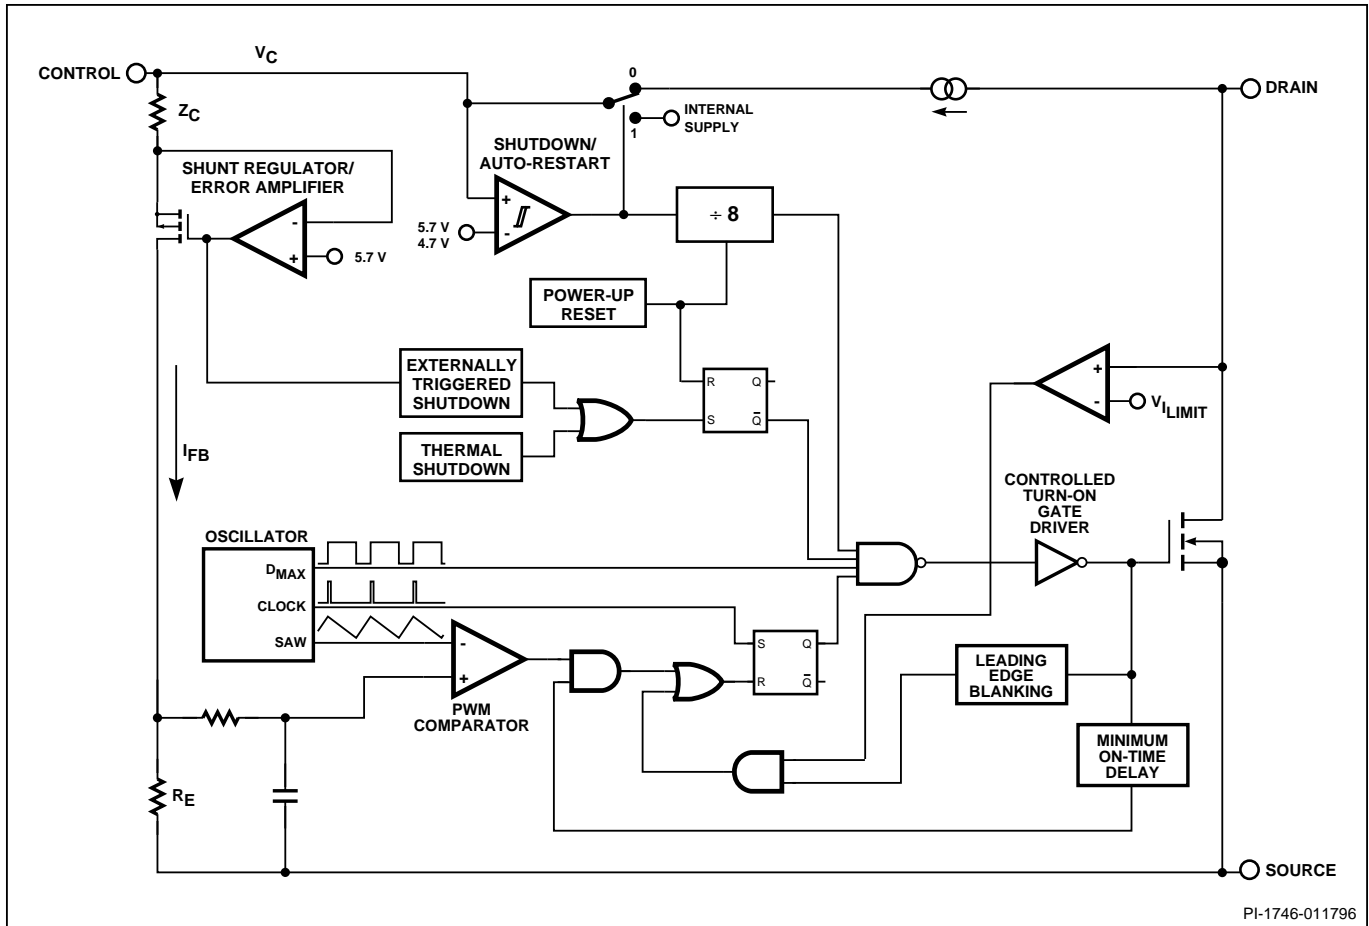 V_C
CONTROL
0
DRAIN
Z_C
INTERNAL
SUPPLY
1
SHUTDOWN/
AUTO-RESTART
SHUNT REGULATOR/
ERROR AMPLIFIER
+
-
5.7 V
4.7 V
÷ 8
-
+
5.7 V
POWER-UP
RESET
EXTERNALLY
TRIGGERED
SHUTDOWN
R
Q
S
Q̅
+
-
V_I_LIMIT
THERMAL
SHUTDOWN
I_FB
CONTROLLED
TURN-ON
GATE
DRIVER
OSCILLATOR
D_MAX
CLOCK
SAW
-
+
PWM
COMPARATOR
S
Q
R
Q̅
LEADING
EDGE
BLANKING
MINIMUM
ON-TIME
DELAY
R_E
SOURCE
PI-1746-011796